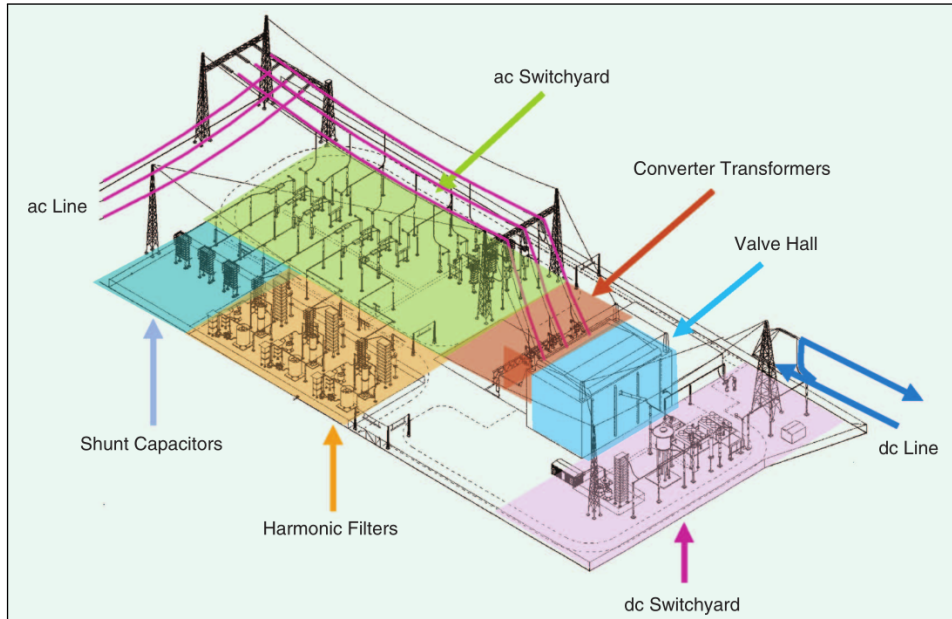 ac Switchyard
Converter Transformers
ac Line
Valve Hall
Shunt Capacitors
dc Line
Harmonic Filters
dc Switchyard